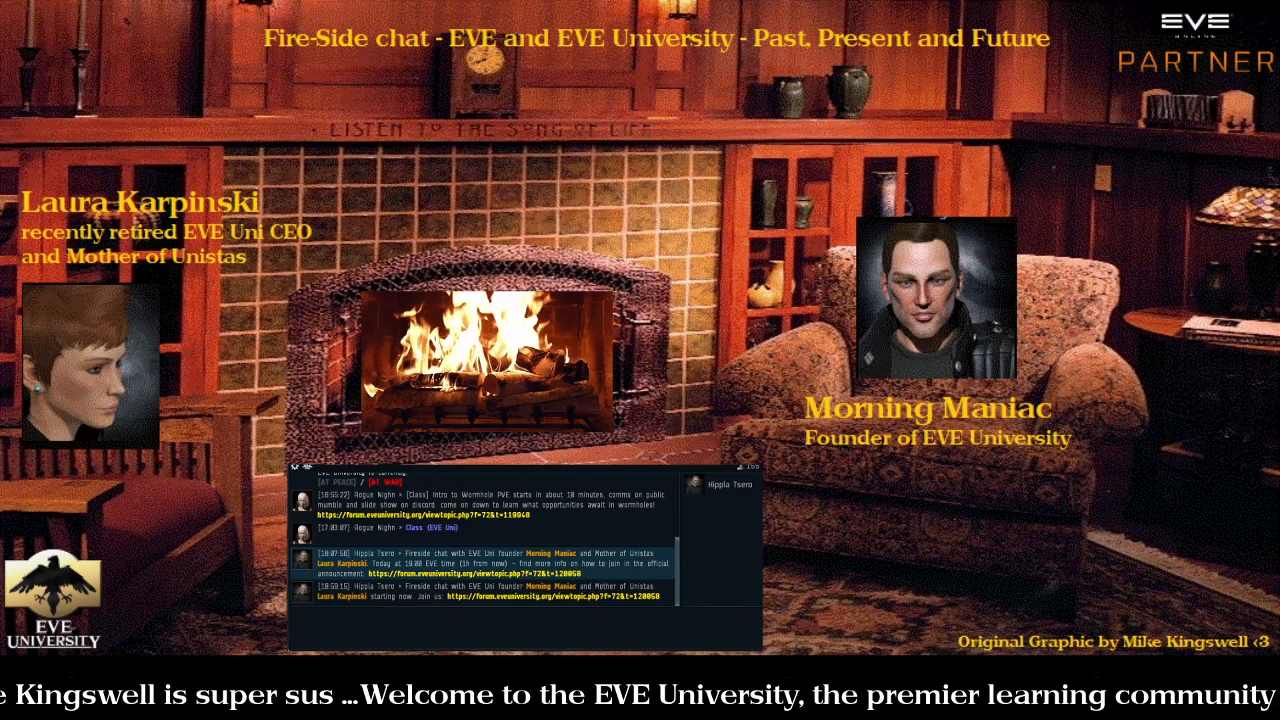 Fire-Side chat - EVE and EVE University - Past, Present and Future
EVE
ONLINE
PARTNER
· LISTEN TO THE SONG OF LIFE
Laura Karpinski
recently retired EVE Uni CEO
and Mother of Unistas
Morning Maniac
Founder of EVE University
EVE University is currently:
[AT PEACE] / [AT WAR]
[16:55:22] Rogue Nighn > [Class] Intro to Wormhole PVE starts in about 10 minutes, comms on public
mumble and slide show on discord. come on down to learn what opportunities await in wormholes!
https://forum.eveuniversity.org/viewtopic.php?f=72&t=119948
[17:03:07] Rogue Nighn > Class (EVE Uni)
[18:07:56] Hippla Tsero > Fireside chat with EVE Uni founder Morning Maniac and Mother of Unistas
Laura Karpinski. Today at 19.00 EVE time (1h from now) - find more info on how to join in the official
announcement: https://forum.eveuniversity.org/viewtopic.php?f=72&t=120058
[18:59:15] Hippla Tsero > Fireside chat with EVE Uni founder Morning Maniac and Mother of Unistas
Laura Karpinski starting now. Join us: https://forum.eveuniversity.org/viewtopic.php?f=72&t=120058
Hippla Tsero
EVE
UNIVERSITY
Original Graphic by Mike Kingswell <3
e Kingswell is super sus ...Welcome to the EVE University, the premier learning community